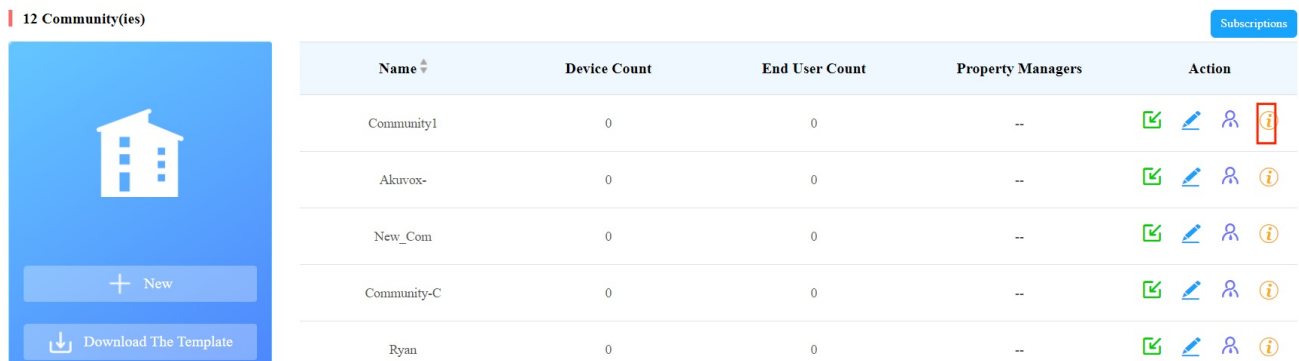 12 Community(ies)
Subscriptions
Name Device Count End User Count Property Managers Action
Community1 0 0 --
Akuvox- 0 0 --
New_Com 0 0 --
Community-C 0 0 --
Ryan 0 0 --
New
Download The Template